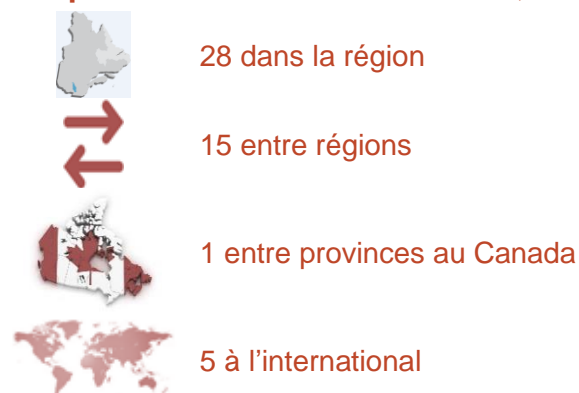 28 dans la région
15 entre régions
1 entre provinces au Canada
5 à l’international